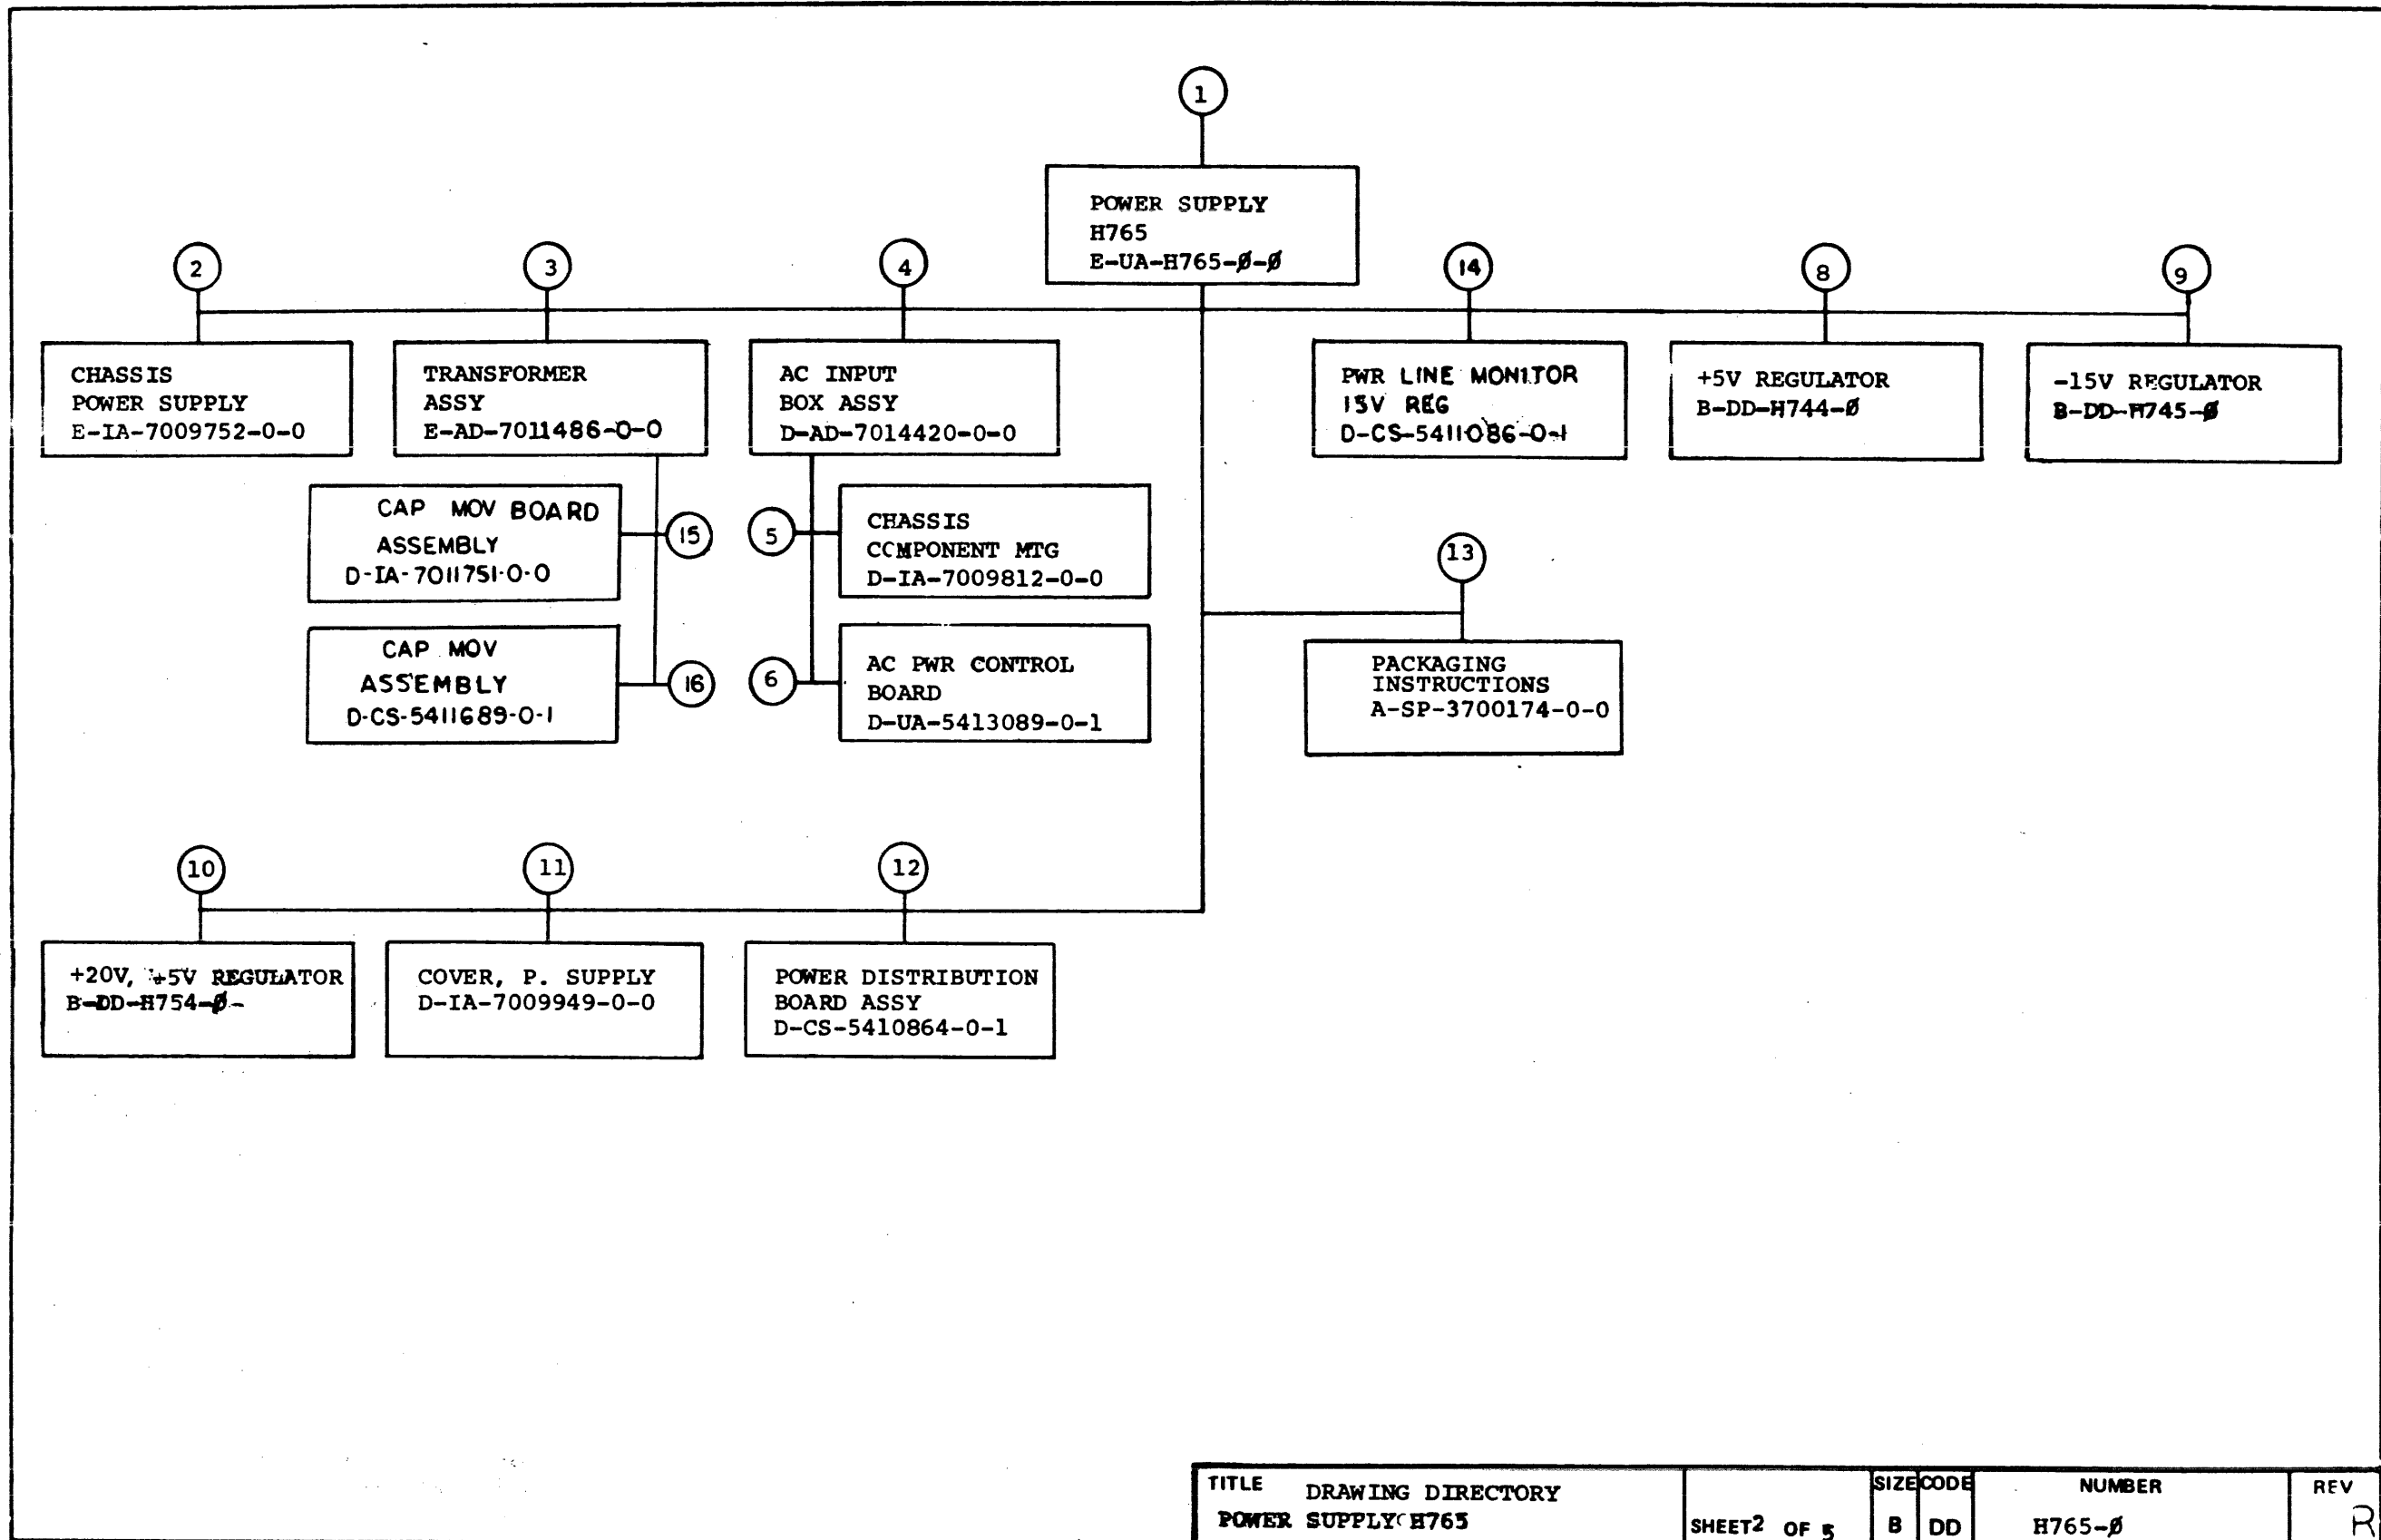 1
POWER SUPPLY
H765
E-UA-H765-Ø-Ø
2
3
4
14
8
9
CHASSIS
POWER SUPPLY
E-IA-7009752-0-0
TRANSFORMER
ASSY
E-AD-7011486-0-0
AC INPUT
BOX ASSY
D-AD-7014420-0-0
PWR LINE MONITOR
15V REG
D-CS-5411086-0-1
+5V REGULATOR
B-DD-H744-Ø
-15V REGULATOR
B-DD-H745-Ø
CAP MOV BOARD
ASSEMBLY
D-IA-7011751-0-0
15
5
CHASSIS
COMPONENT MTG
D-IA-7009812-0-0
13
CAP MOV
ASSEMBLY
D-CS-5411689-0-1
16
6
AC PWR CONTROL
BOARD
D-UA-5413089-0-1
PACKAGING
INSTRUCTIONS
A-SP-3700174-0-0
10
11
12
+20V, +5V REGULATOR
B-DD-H754-Ø-
COVER, P. SUPPLY
D-IA-7009949-0-0
POWER DISTRIBUTION
BOARD ASSY
D-CS-5410864-0-1
TITLE DRAWING DIRECTORY
POWER SUPPLY H765
SHEET 2 OF 5
SIZE
B
CODE
DD
NUMBER
H765-Ø
REV
R